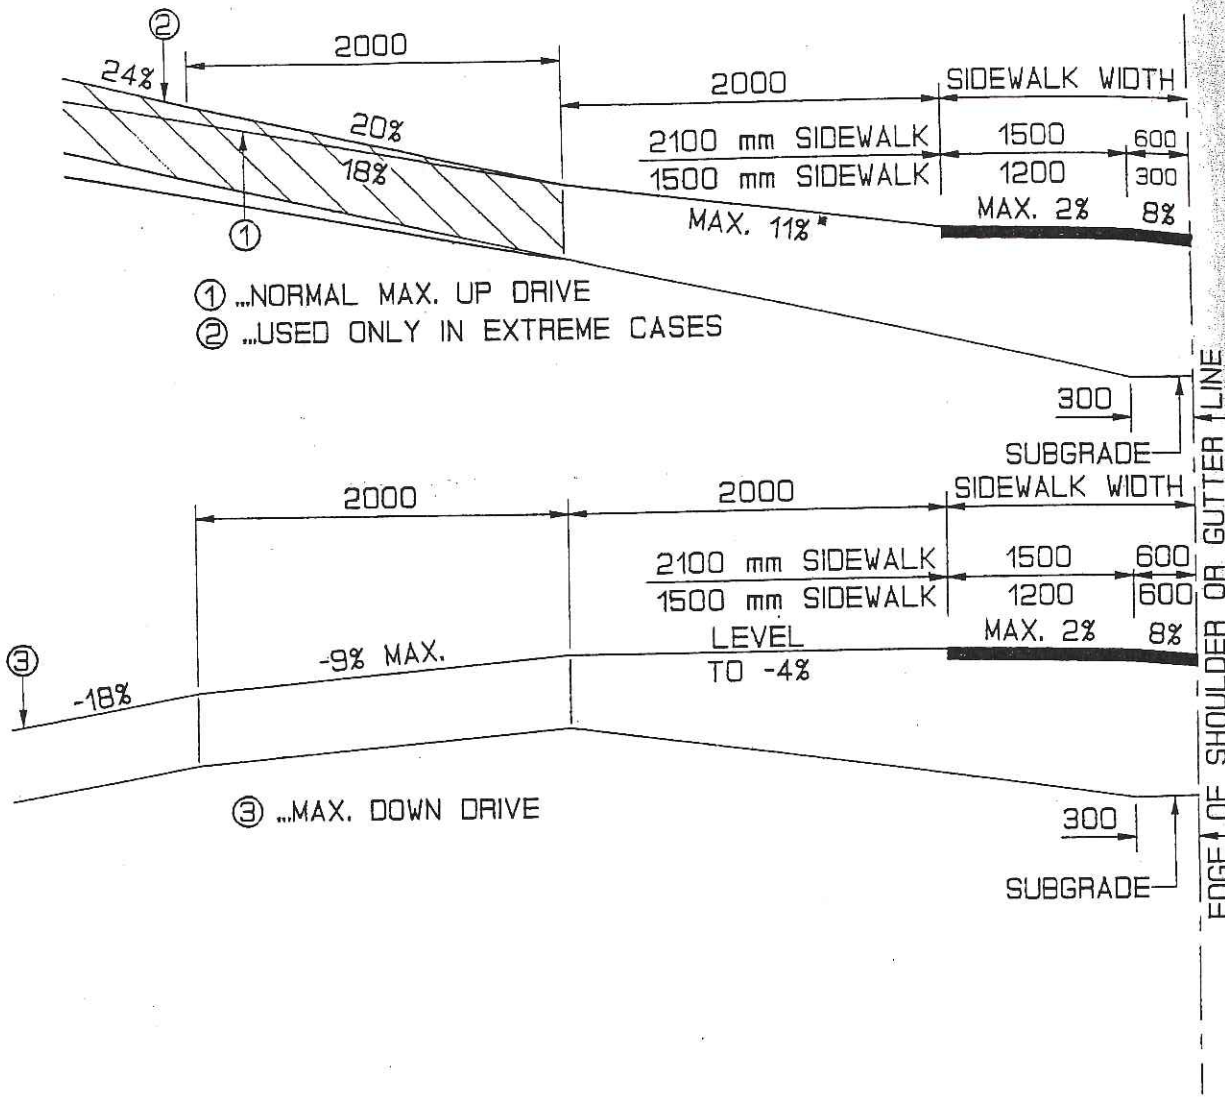 ②
2000
24%
2000
SIDEWALK WIDTH
20%
2100 mm SIDEWALK
1500
600
18%
1500 mm SIDEWALK
1200
300
MAX. 11%*
MAX. 2%
8%
①
① ...NORMAL MAX. UP DRIVE
② ...USED ONLY IN EXTREME CASES
300
SUBGRADE
2000
2000
SIDEWALK WIDTH
2100 mm SIDEWALK
1500
600
1500 mm SIDEWALK
1200
600
LEVEL
TO -4%
MAX. 2%
8%
③
-9% MAX.
-18%
③ ...MAX. DOWN DRIVE
300
SUBGRADE
EDGE OF SHOULDER OR GUTTER LINE